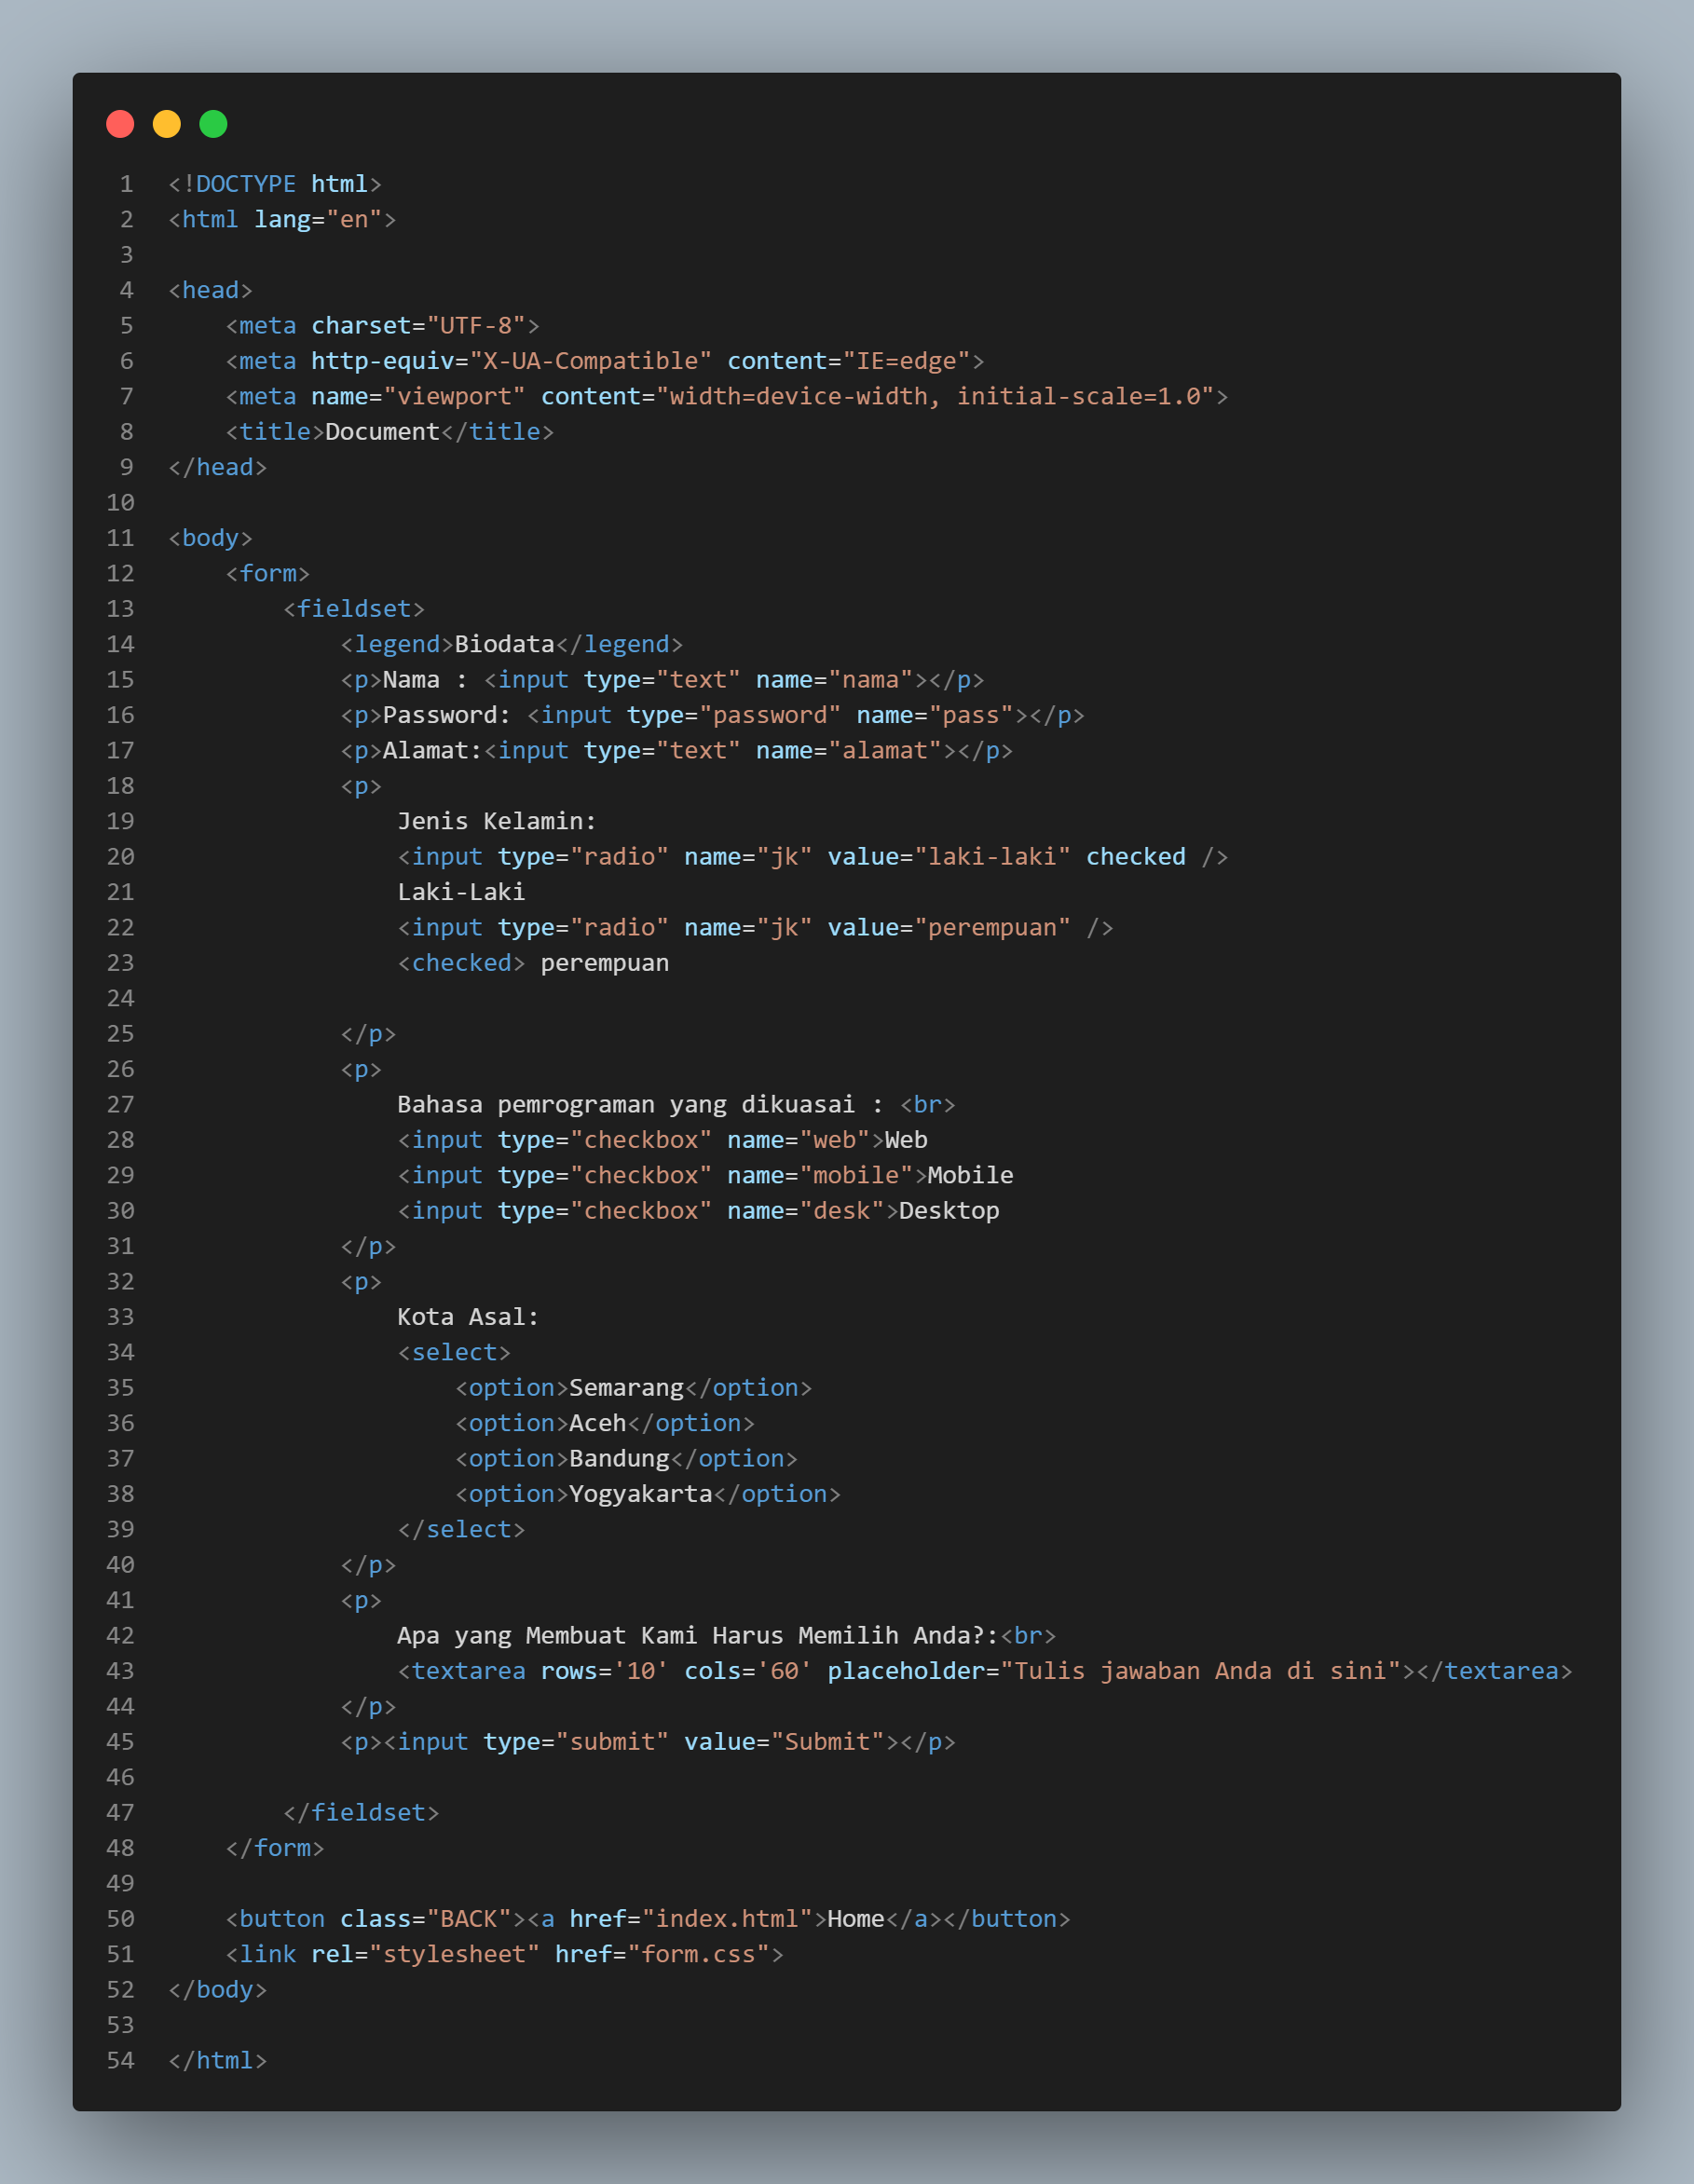 1 <!DOCTYPE html>
2 <html lang="en">
3
4 <head>
5     <meta charset="UTF-8">
6     <meta http-equiv="X-UA-Compatible" content="IE=edge">
7     <meta name="viewport" content="width=device-width, initial-scale=1.0">
8     <title>Document</title>
9 </head>
10
11 <body>
12     <form>
13         <fieldset>
14             <legend>Biodata</legend>
15             <p>Nama : <input type="text" name="nama"></p>
16             <p>Password: <input type="password" name="pass"></p>
17             <p>Alamat:<input type="text" name="alamat"></p>
18             <p>
19                 Jenis Kelamin:
20                 <input type="radio" name="jk" value="laki-laki" checked />
21                 Laki-Laki
22                 <input type="radio" name="jk" value="perempuan" />
23                 <checked> perempuan
24
25             </p>
26             <p>
27                 Bahasa pemrograman yang dikuasai : <br>
28                 <input type="checkbox" name="web">Web
29                 <input type="checkbox" name="mobile">Mobile
30                 <input type="checkbox" name="desk">Desktop
31             </p>
32             <p>
33                 Kota Asal:
34                 <select>
35                     <option>Semarang</option>
36                     <option>Aceh</option>
37                     <option>Bandung</option>
38                     <option>Yogyakarta</option>
39                 </select>
40             </p>
41             <p>
42                 Apa yang Membuat Kami Harus Memilih Anda?:<br>
43                 <textarea rows='10' cols='60' placeholder="Tulis jawaban Anda di sini"></textarea>
44             </p>
45             <p><input type="submit" value="Submit"></p>
46
47         </fieldset>
48     </form>
49
50     <button class="BACK"><a href="index.html">Home</a></button>
51     <link rel="stylesheet" href="form.css">
52 </body>
53
54 </html>